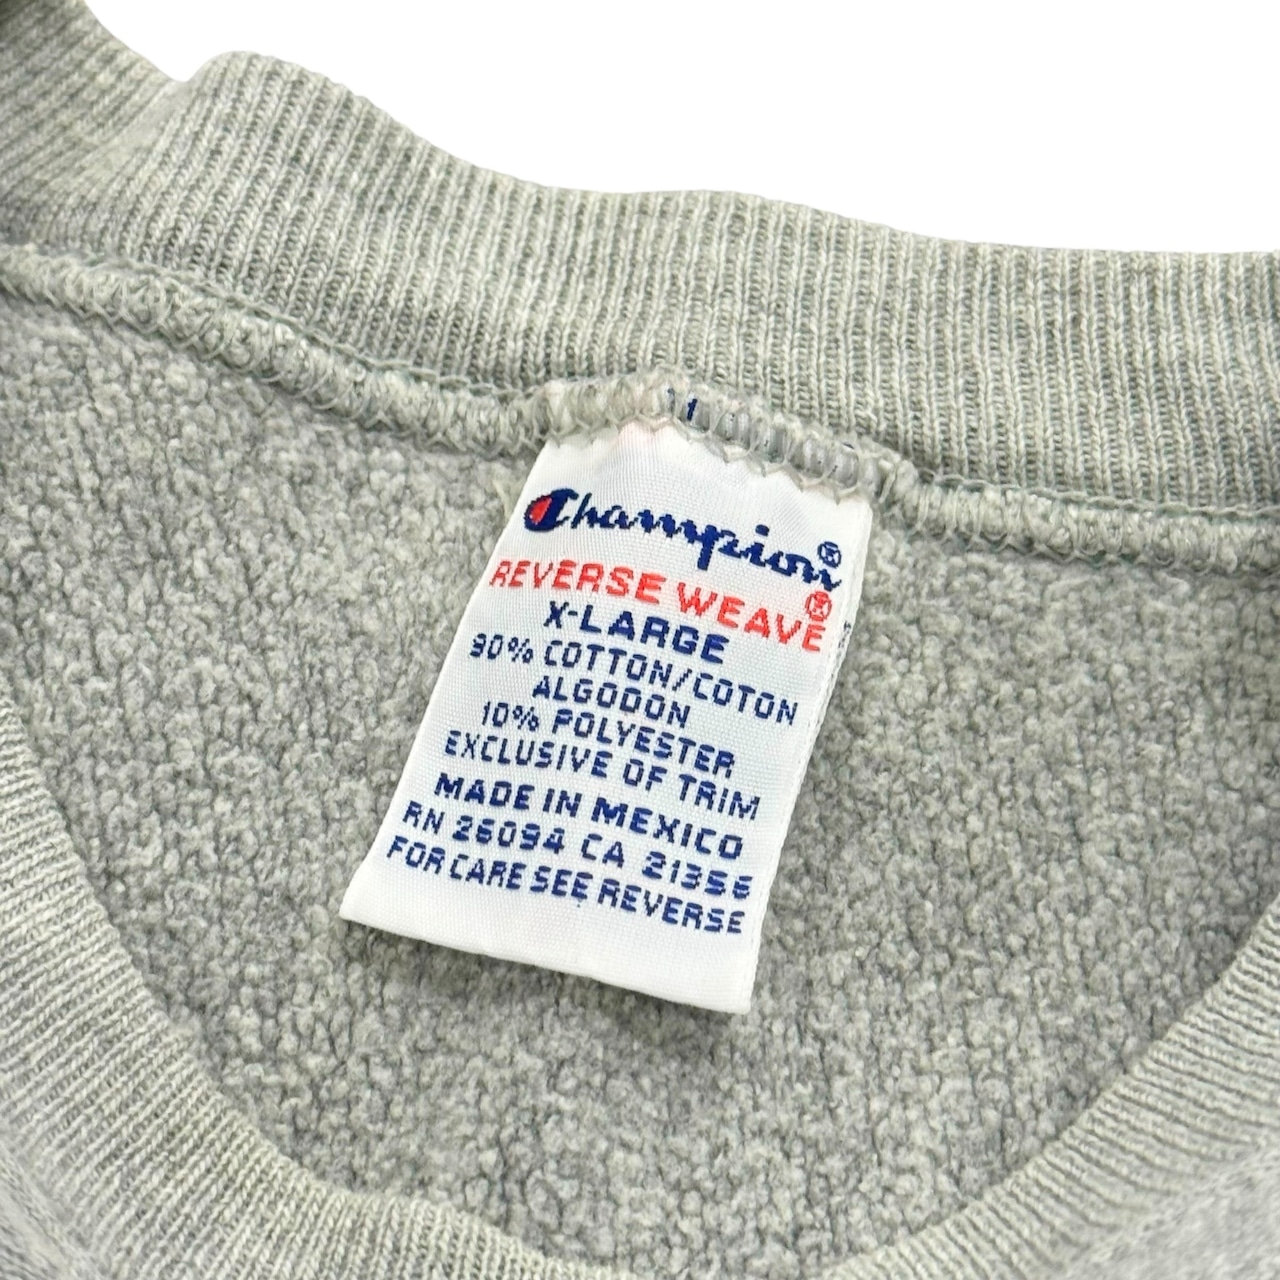 Champion®
REVERSE WEAVE®
X-LARGE
90% COTTON/COTON
ALGODON
10% POLYESTER
EXCLUSIVE OF TRIM
MADE IN MEXICO
RN 26094 CA 21356
FOR CARE SEE REVERSE